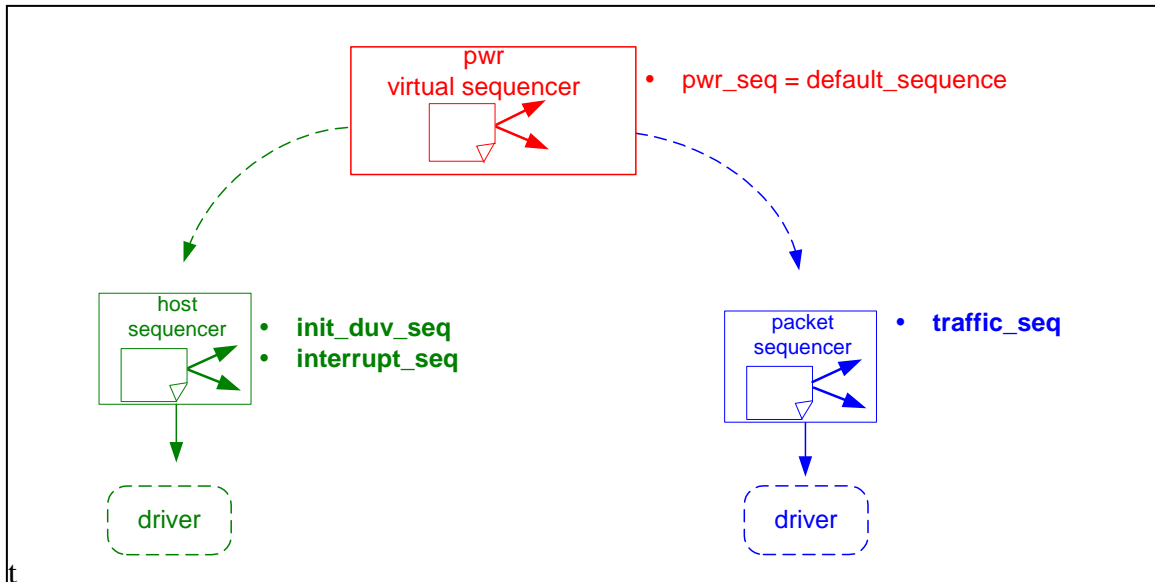 pwr
virtual sequencer
• pwr_seq = default_sequence
host
sequencer
• init_duv_seq
• interrupt_seq
packet
sequencer
• traffic_seq
driver
driver
t